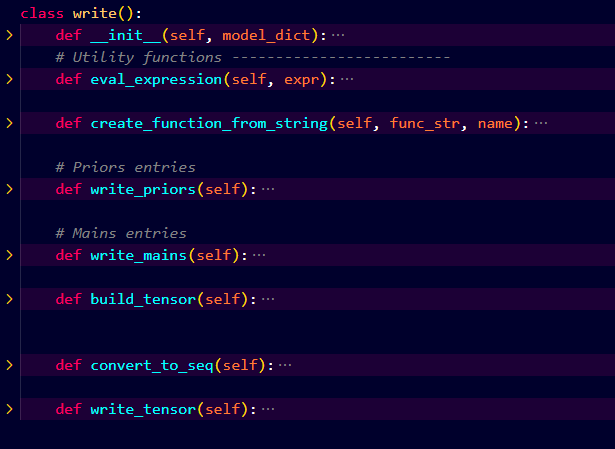 class write():
def __init__(self, model_dict):···
# Utility functions -------------------------
def eval_expression(self, expr):···
def create_function_from_string(self, func_str, name):···
# Priors entries
def write_priors(self):···
# Mains entries
def write_mains(self):···
def build_tensor(self):···
def convert_to_seq(self):···
def write_tensor(self):···